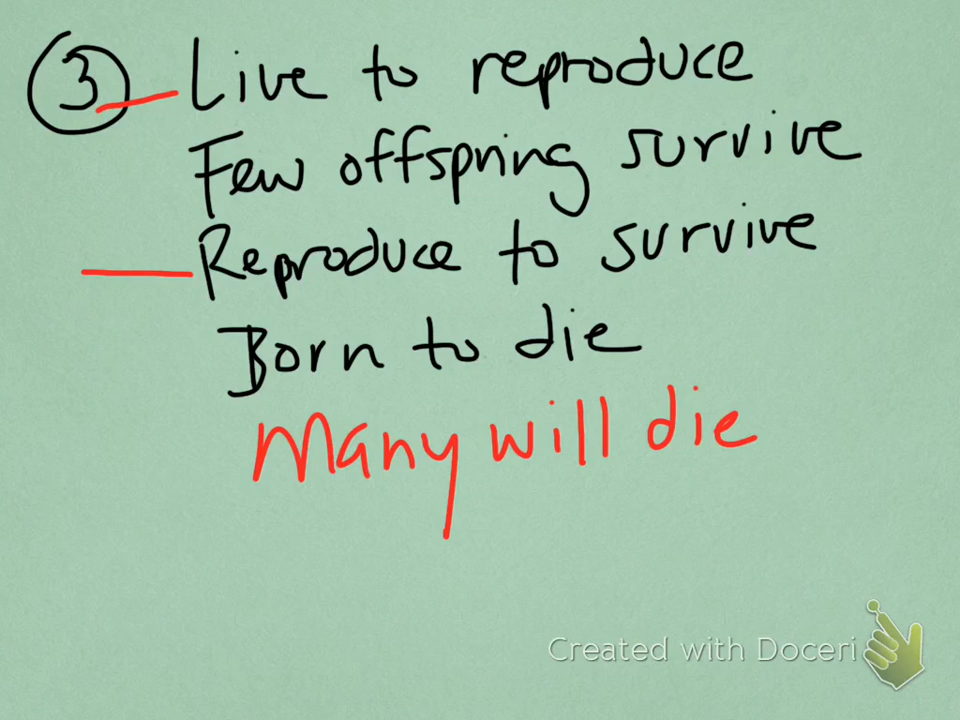 3 Live to reproduce
Few offspring survive
Reproduce to survive
Born to die
Many will die
Created with Doceri